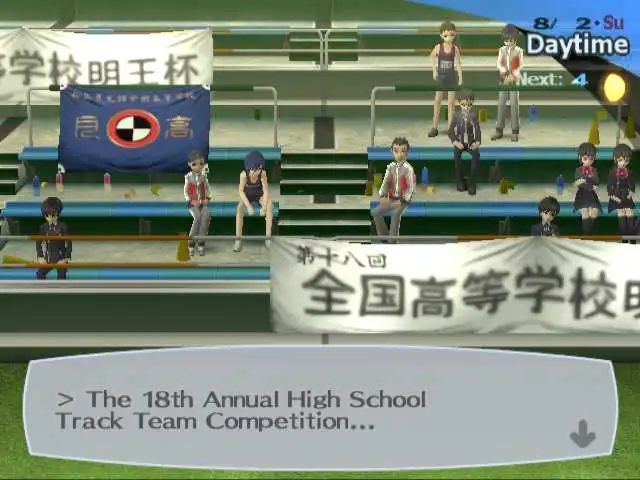 8/ 2・Su
Daytime
Next: 4
等学校明王杯
高
第十八回
全国高等学校明
> The 18th Annual High School
Track Team Competition...